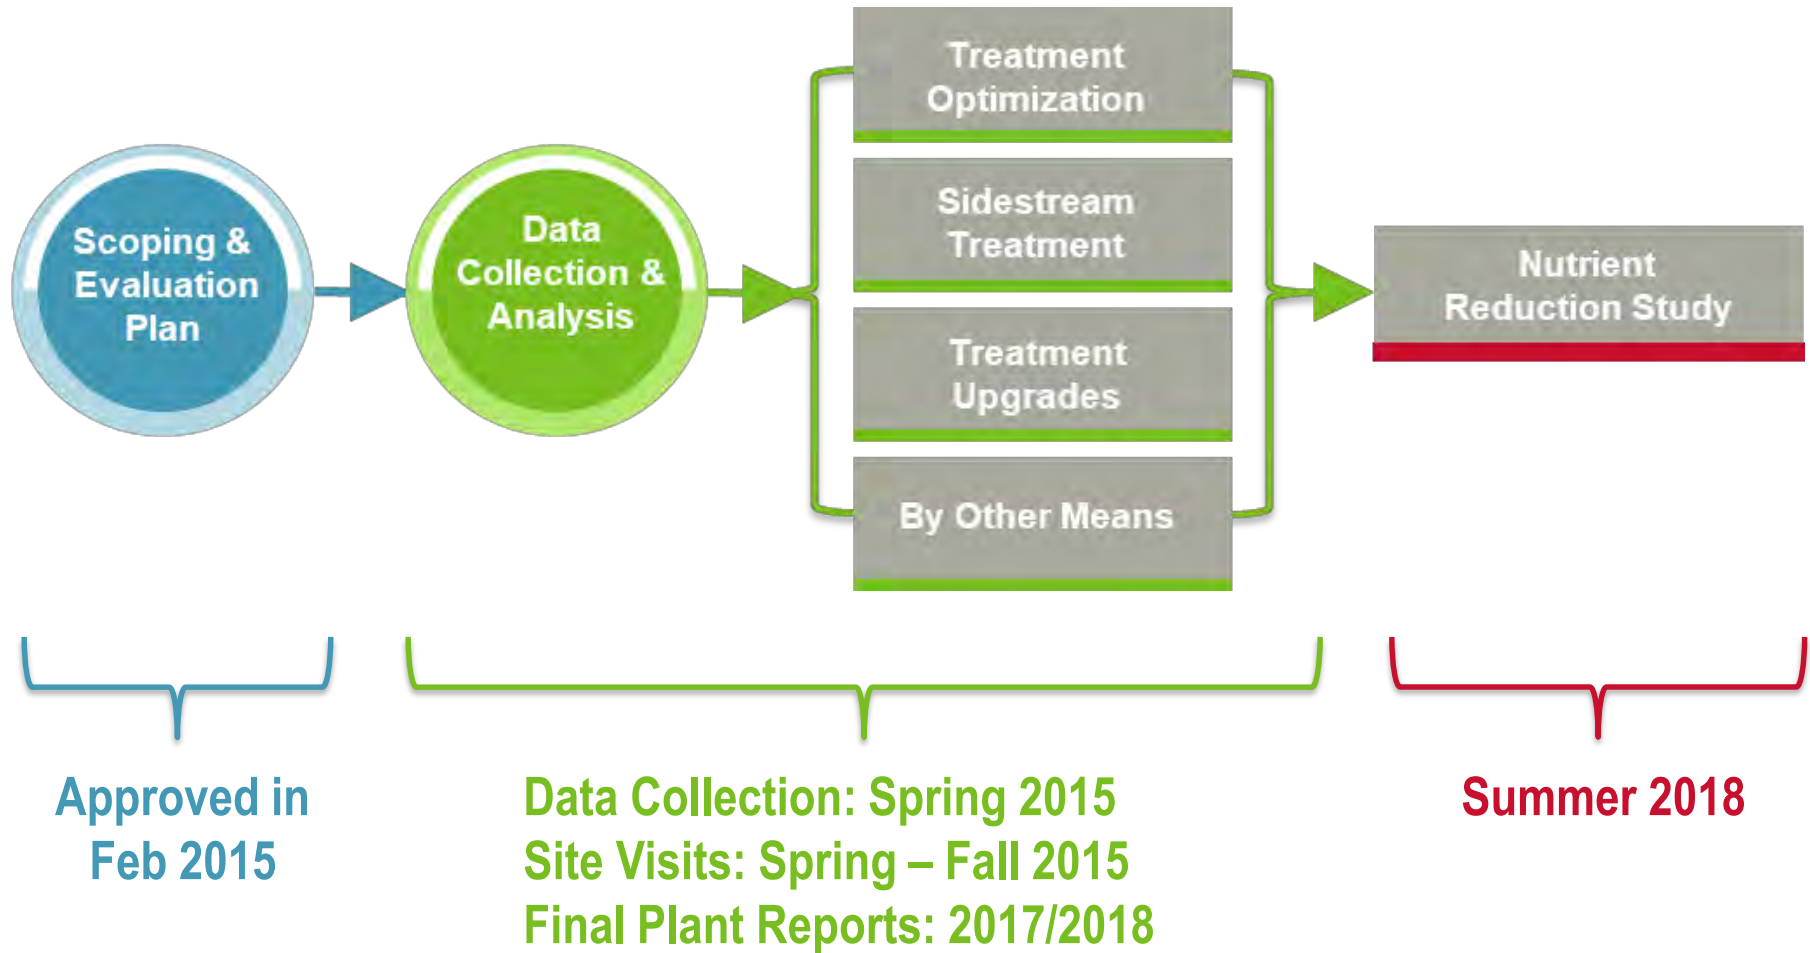 Scoping &
Evaluation
Plan
Data
Collection &
Analysis
Treatment
Optimization
Sidestream
Treatment
Treatment
Upgrades
By Other Means
Nutrient
Reduction Study
Approved in
Feb 2015
Data Collection: Spring 2015
Site Visits: Spring – Fall 2015
Final Plant Reports: 2017/2018
Summer 2018